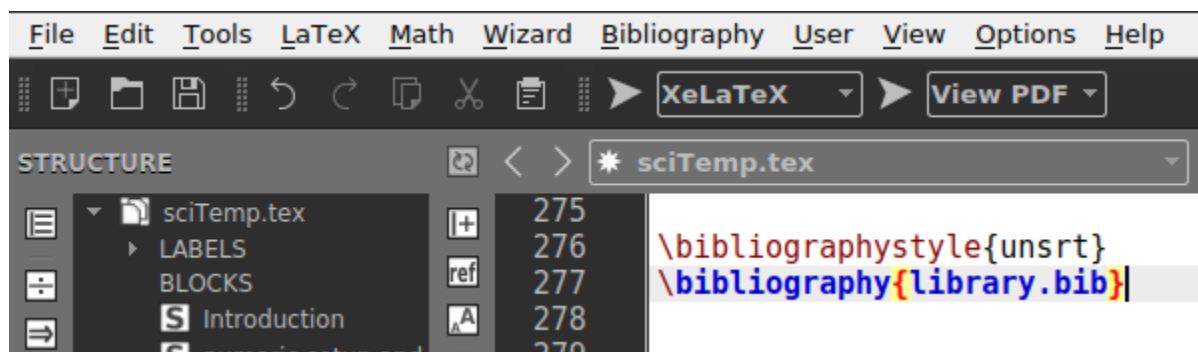 File Edit Tools LaTeX Math Wizard Bibliography User View Options Help
XeLaTeX View PDF
STRUCTURE sciTemp.tex
sciTemp.tex 275
LABELS 276 \bibliographystyle{unsrt}
BLOCKS ref 277 \bibliography{library.bib}
S Introduction AA 278